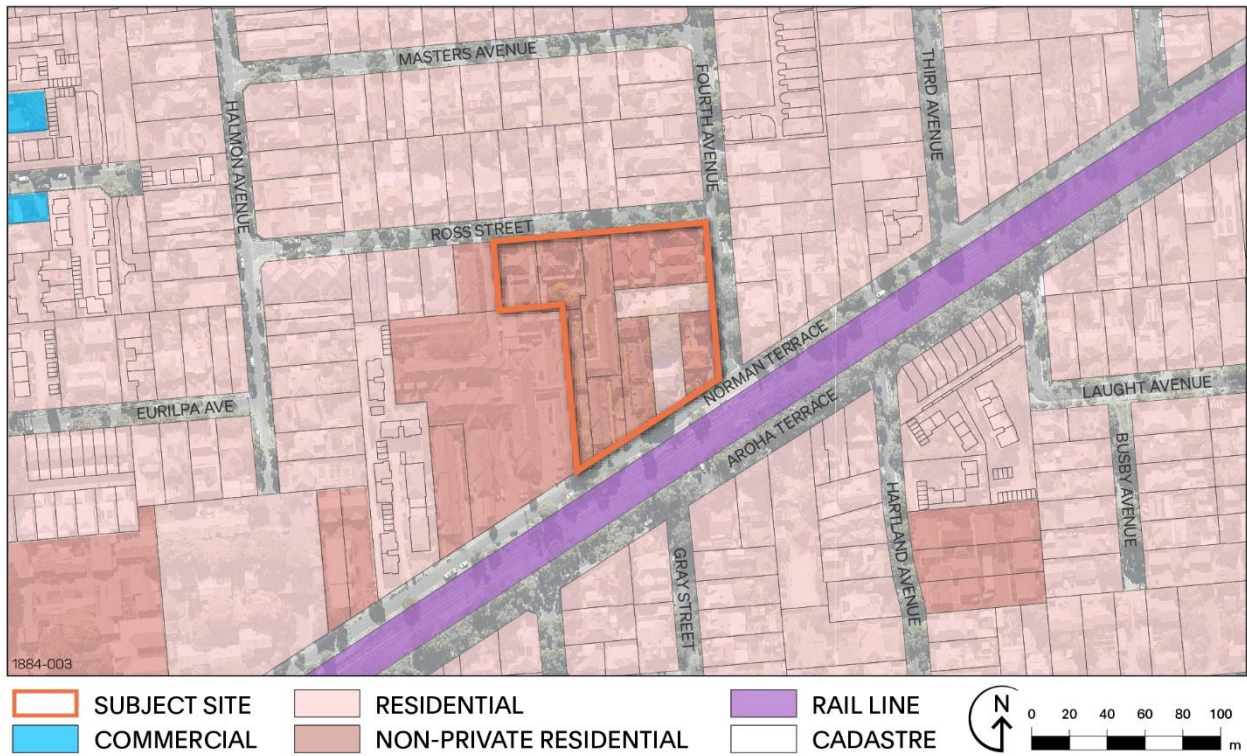 MASTERS AVENUE
HALMON AVENUE
FOURTH AVENUE
THIRD AVENUE
ROSS STREET
NORMAN TERRACE
AROHA TERRACE
EURILPA AVE
LAUGHT AVENUE
BUSBY AVENUE
HARTLAND AVENUE
GRAY STREET
1884-003
SUBJECT SITE
RESIDENTIAL
RAIL LINE
COMMERCIAL
NON-PRIVATE RESIDENTIAL
CADASTRE
N
0 20 40 60 80 100
m